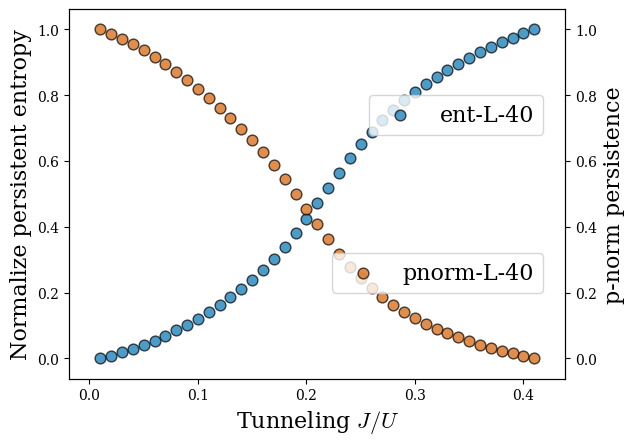 Normalize persistent entropy
1.0
0.8
0.6
0.4
0.2
0.0
ent-L-40
pnorm-L-40
1.0
0.8
0.6
0.4
0.2
0.0
p-norm persistence
0.0 0.1 0.2 0.3 0.4
Tunneling J/U